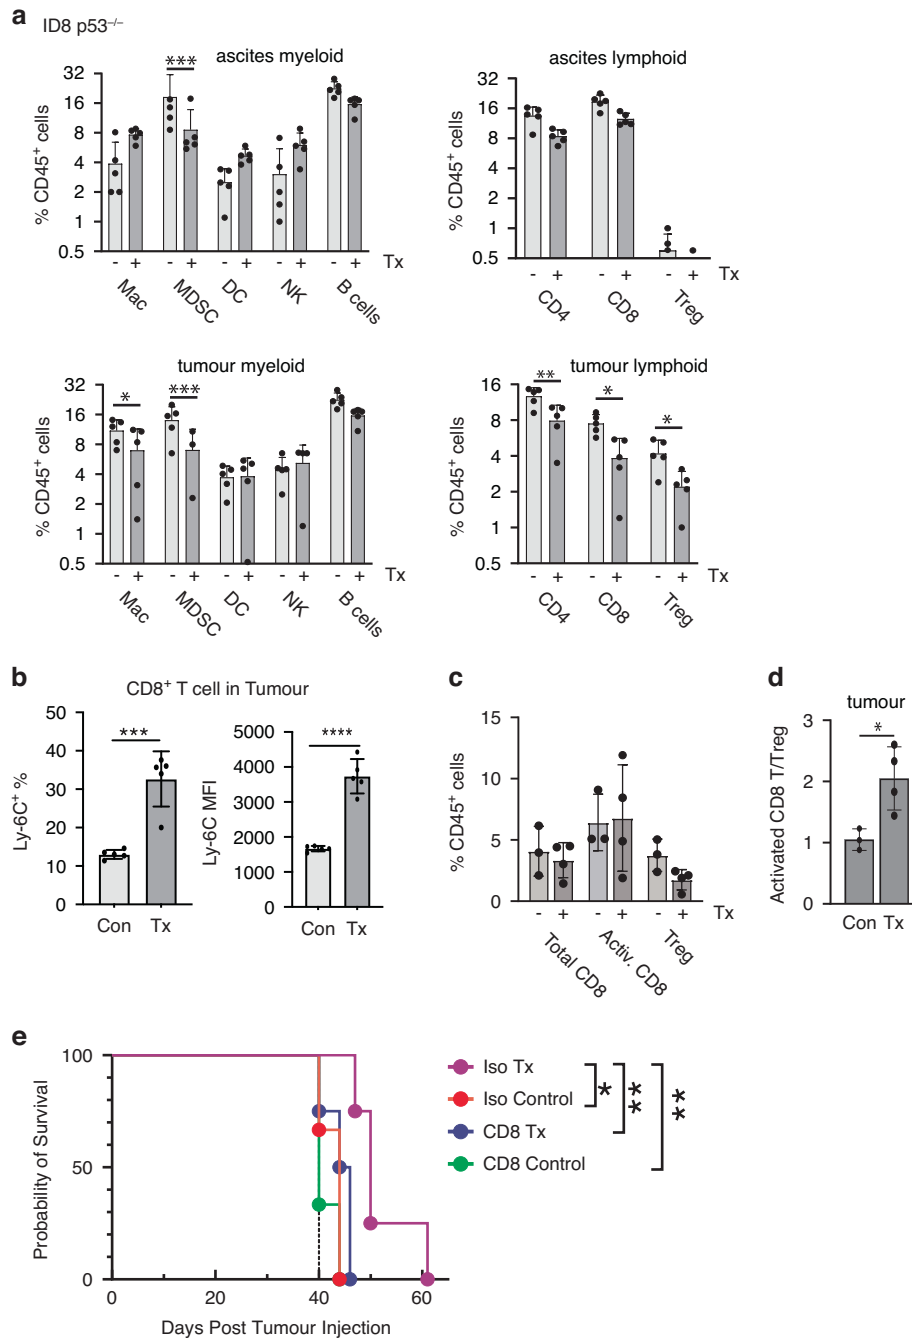 a
ID8 p53–/–
ascites myeloid
% CD45+ cells
32
16
8
4
2
1
0.5
***
- + - + - + - + - + Tx
Mac MDSC DC NK B cells
ascites lymphoid
% CD45+ cells
32
16
8
4
2
1
0.5
- + - + - + Tx
CD4 CD8 Treg
tumour myeloid
% CD45+ cells
32
16
8
4
2
1
0.5
* ***
- + - + - + - + - + Tx
Mac MDSC DC NK B cells
tumour lymphoid
% CD45+ cells
16
8
4
2
1
0.5
** * *
- + - + - + Tx
CD4 CD8 Treg
b
CD8+ T cell in Tumour
Ly-6C+ %
50
40
30
20
10
0
***
Con Tx
Ly-6C MFI
5000
4000
3000
2000
1000
0
****
Con Tx
c
% CD45+ cells
15
10
5
0
- + - + - + Tx
Total CD8 Activ. CD8 Treg
d
tumour
Activated CD8 T/Treg
3
2
1
0
*
Con Tx
e
Probability of Survival
100
50
0
0 20 40 60
Days Post Tumour Injection
Iso Tx
Iso Control
CD8 Tx
CD8 Control
* ** **